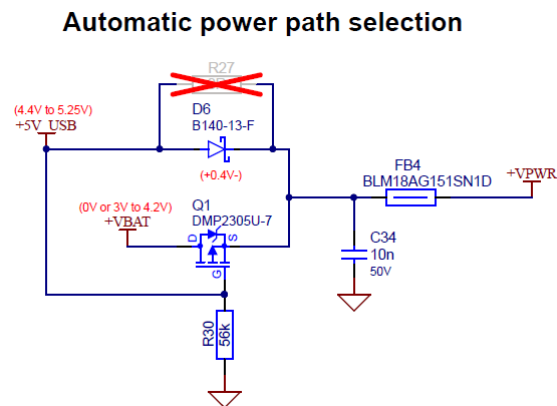 Automatic power path selection
R27
D6
B140-13-F
(+0.4V-)
(4.4V to 5.25V)
+5V_USB
FB4
BLM18AG151SN1D
+VPWR
(0V or 3V to 4.2V)
+VBAT
Q1
DMP2305U-7
D
S
G
C34
10n
50V
R30
56k